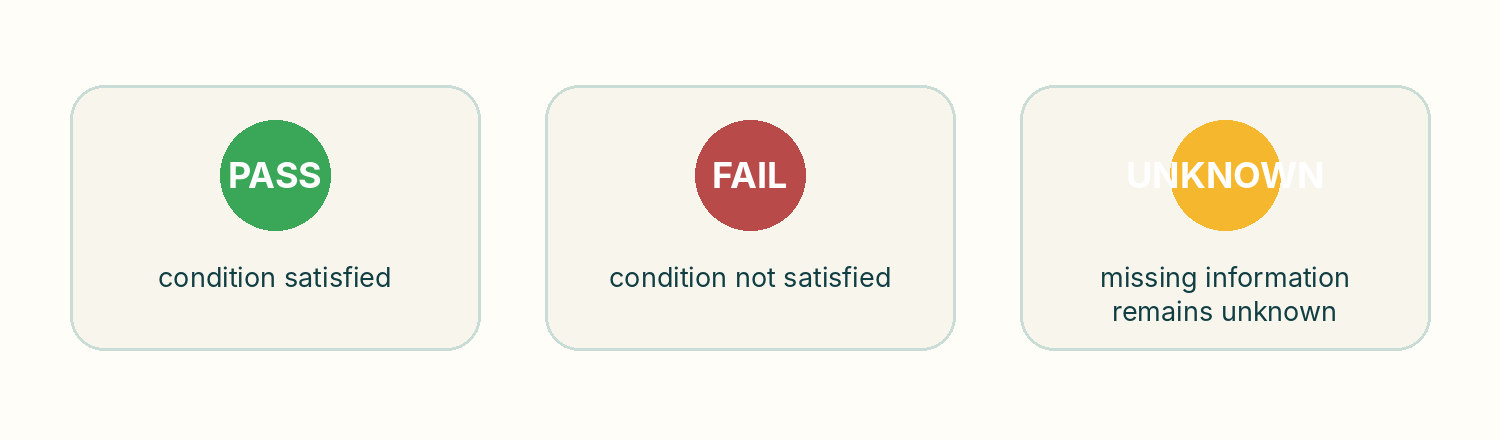 PASS
condition satisfied
FAIL
condition not satisfied
UNKNOWN
missing information
remains unknown